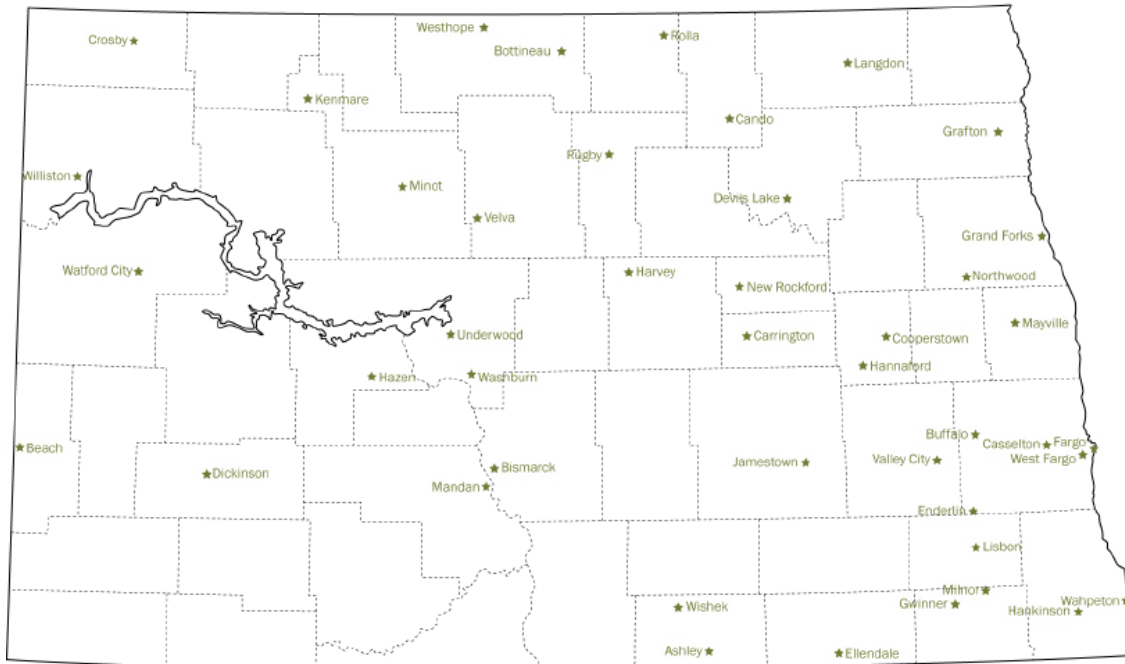 Westhope
Rolla
Crosby
Bottineau
Langdon
Kenmare
Cando
Grafton
Rugby
Williston
Minot
Devils Lake
Velva
Grand Forks
Watford City
Harvey
Northwood
New Rockford
Mayville
Underwood
Carrington
Cooperstown
Hannaford
Hazen
Washburn
Buffalo
Casselton
Fargo
Beach
West Fargo
Valley City
Jamestown
Bismarck
Dickinson
Mandan
Enderlin
Lisbon
Milnor
Gwinner
Wahpeton
Wishek
Hankinson
Ashley
Ellendale